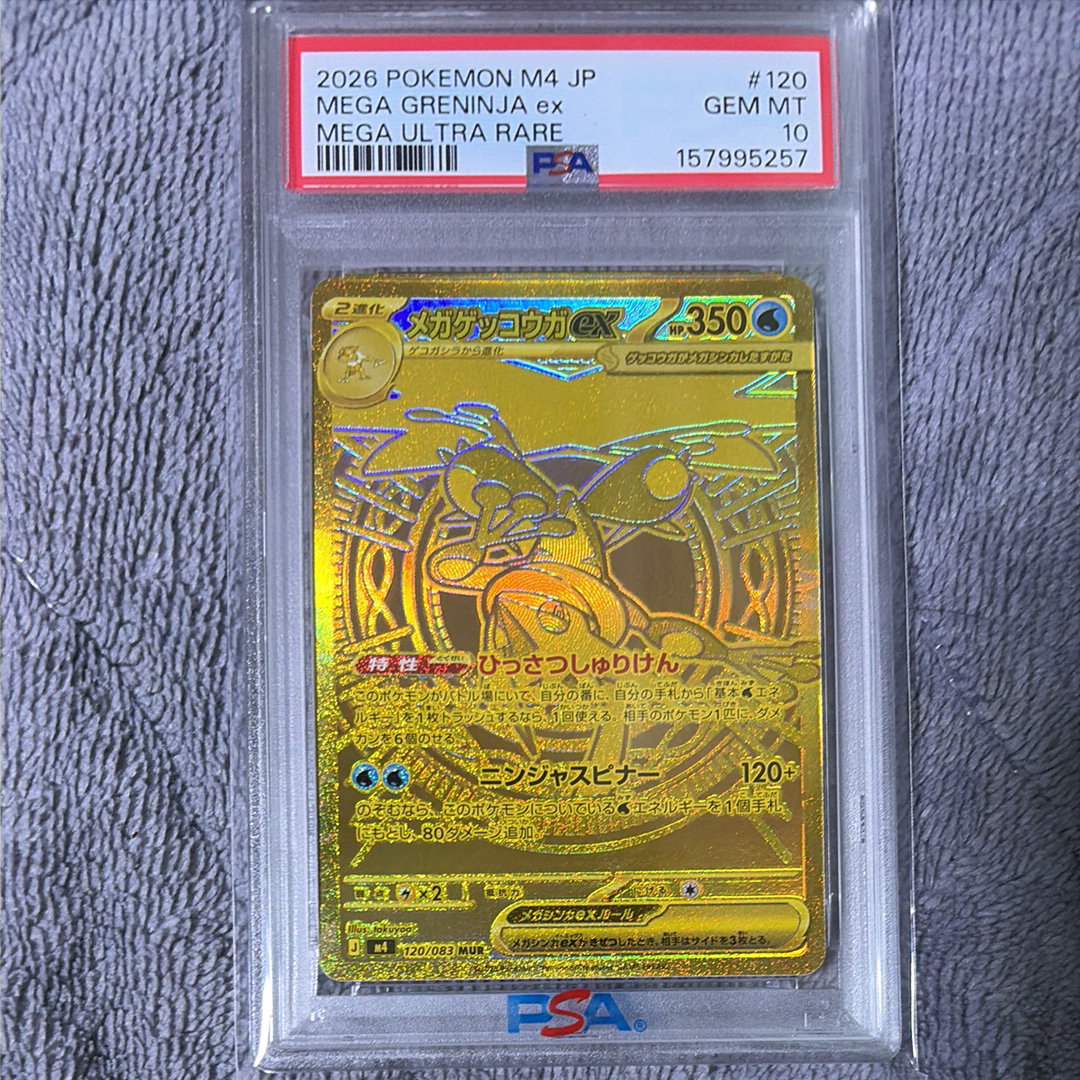 2026 POKEMON M4 JP #120
MEGA GRENINJA ex GEM MT
MEGA ULTRA RARE 10
PSA 157995257
2進化 メガゲッコウガex HP 350
ゲコガシラから進化 ゲッコウガがメガシンカしたすがた
特性 ひっさつしゅりけん
このポケモンがバトル場にいて、自分の番に、自分の手札から「基本エネ
ルギー」を1枚トラッシュするなら、1回使える。相手のポケモン1匹に、ダメ
カンを6個のせる。
ニンジャスピナー 120+
のぞむなら、このポケモンについているエネルギーを1個手札
にもどし、80ダメージ追加。
×2 抵抗力 にげる
メガシンカexルール
Illus. takuyoa
メガシンカexがきぜつしたとき、相手はサイドを3枚とる。
J m4 120/083 MUR
PSA®